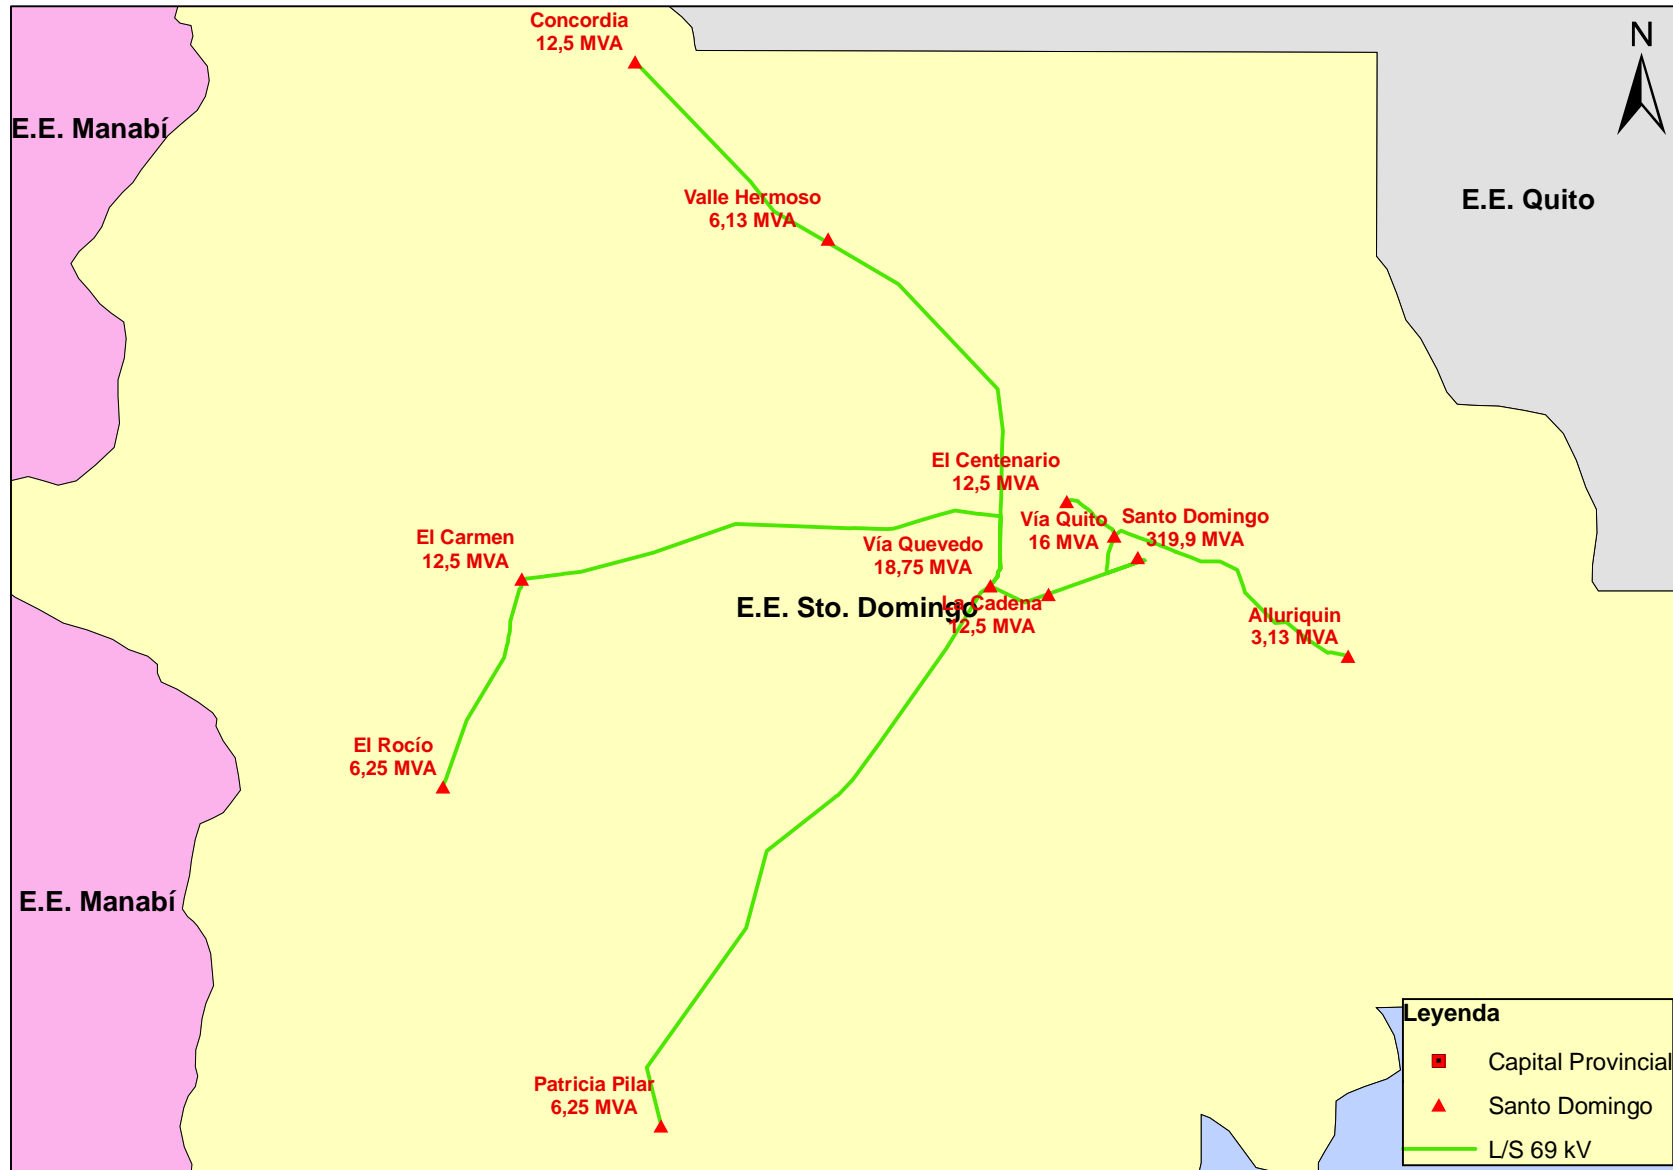 Concordia
12,5 MVA
N
E.E. Manabí
E.E. Quito
Valle Hermoso
6,13 MVA
El Centenario
12,5 MVA
Vía Quito
16 MVA
Santo Domingo
319,9 MVA
El Carmen
12,5 MVA
Vía Quevedo
18,75 MVA
E.E. Sto. Domingo
La Cadena
12,5 MVA
Alluriquin
3,13 MVA
El Rocío
6,25 MVA
E.E. Manabí
Patricia Pilar
6,25 MVA
Leyenda
Capital Provincial
Santo Domingo
L/S 69 kV